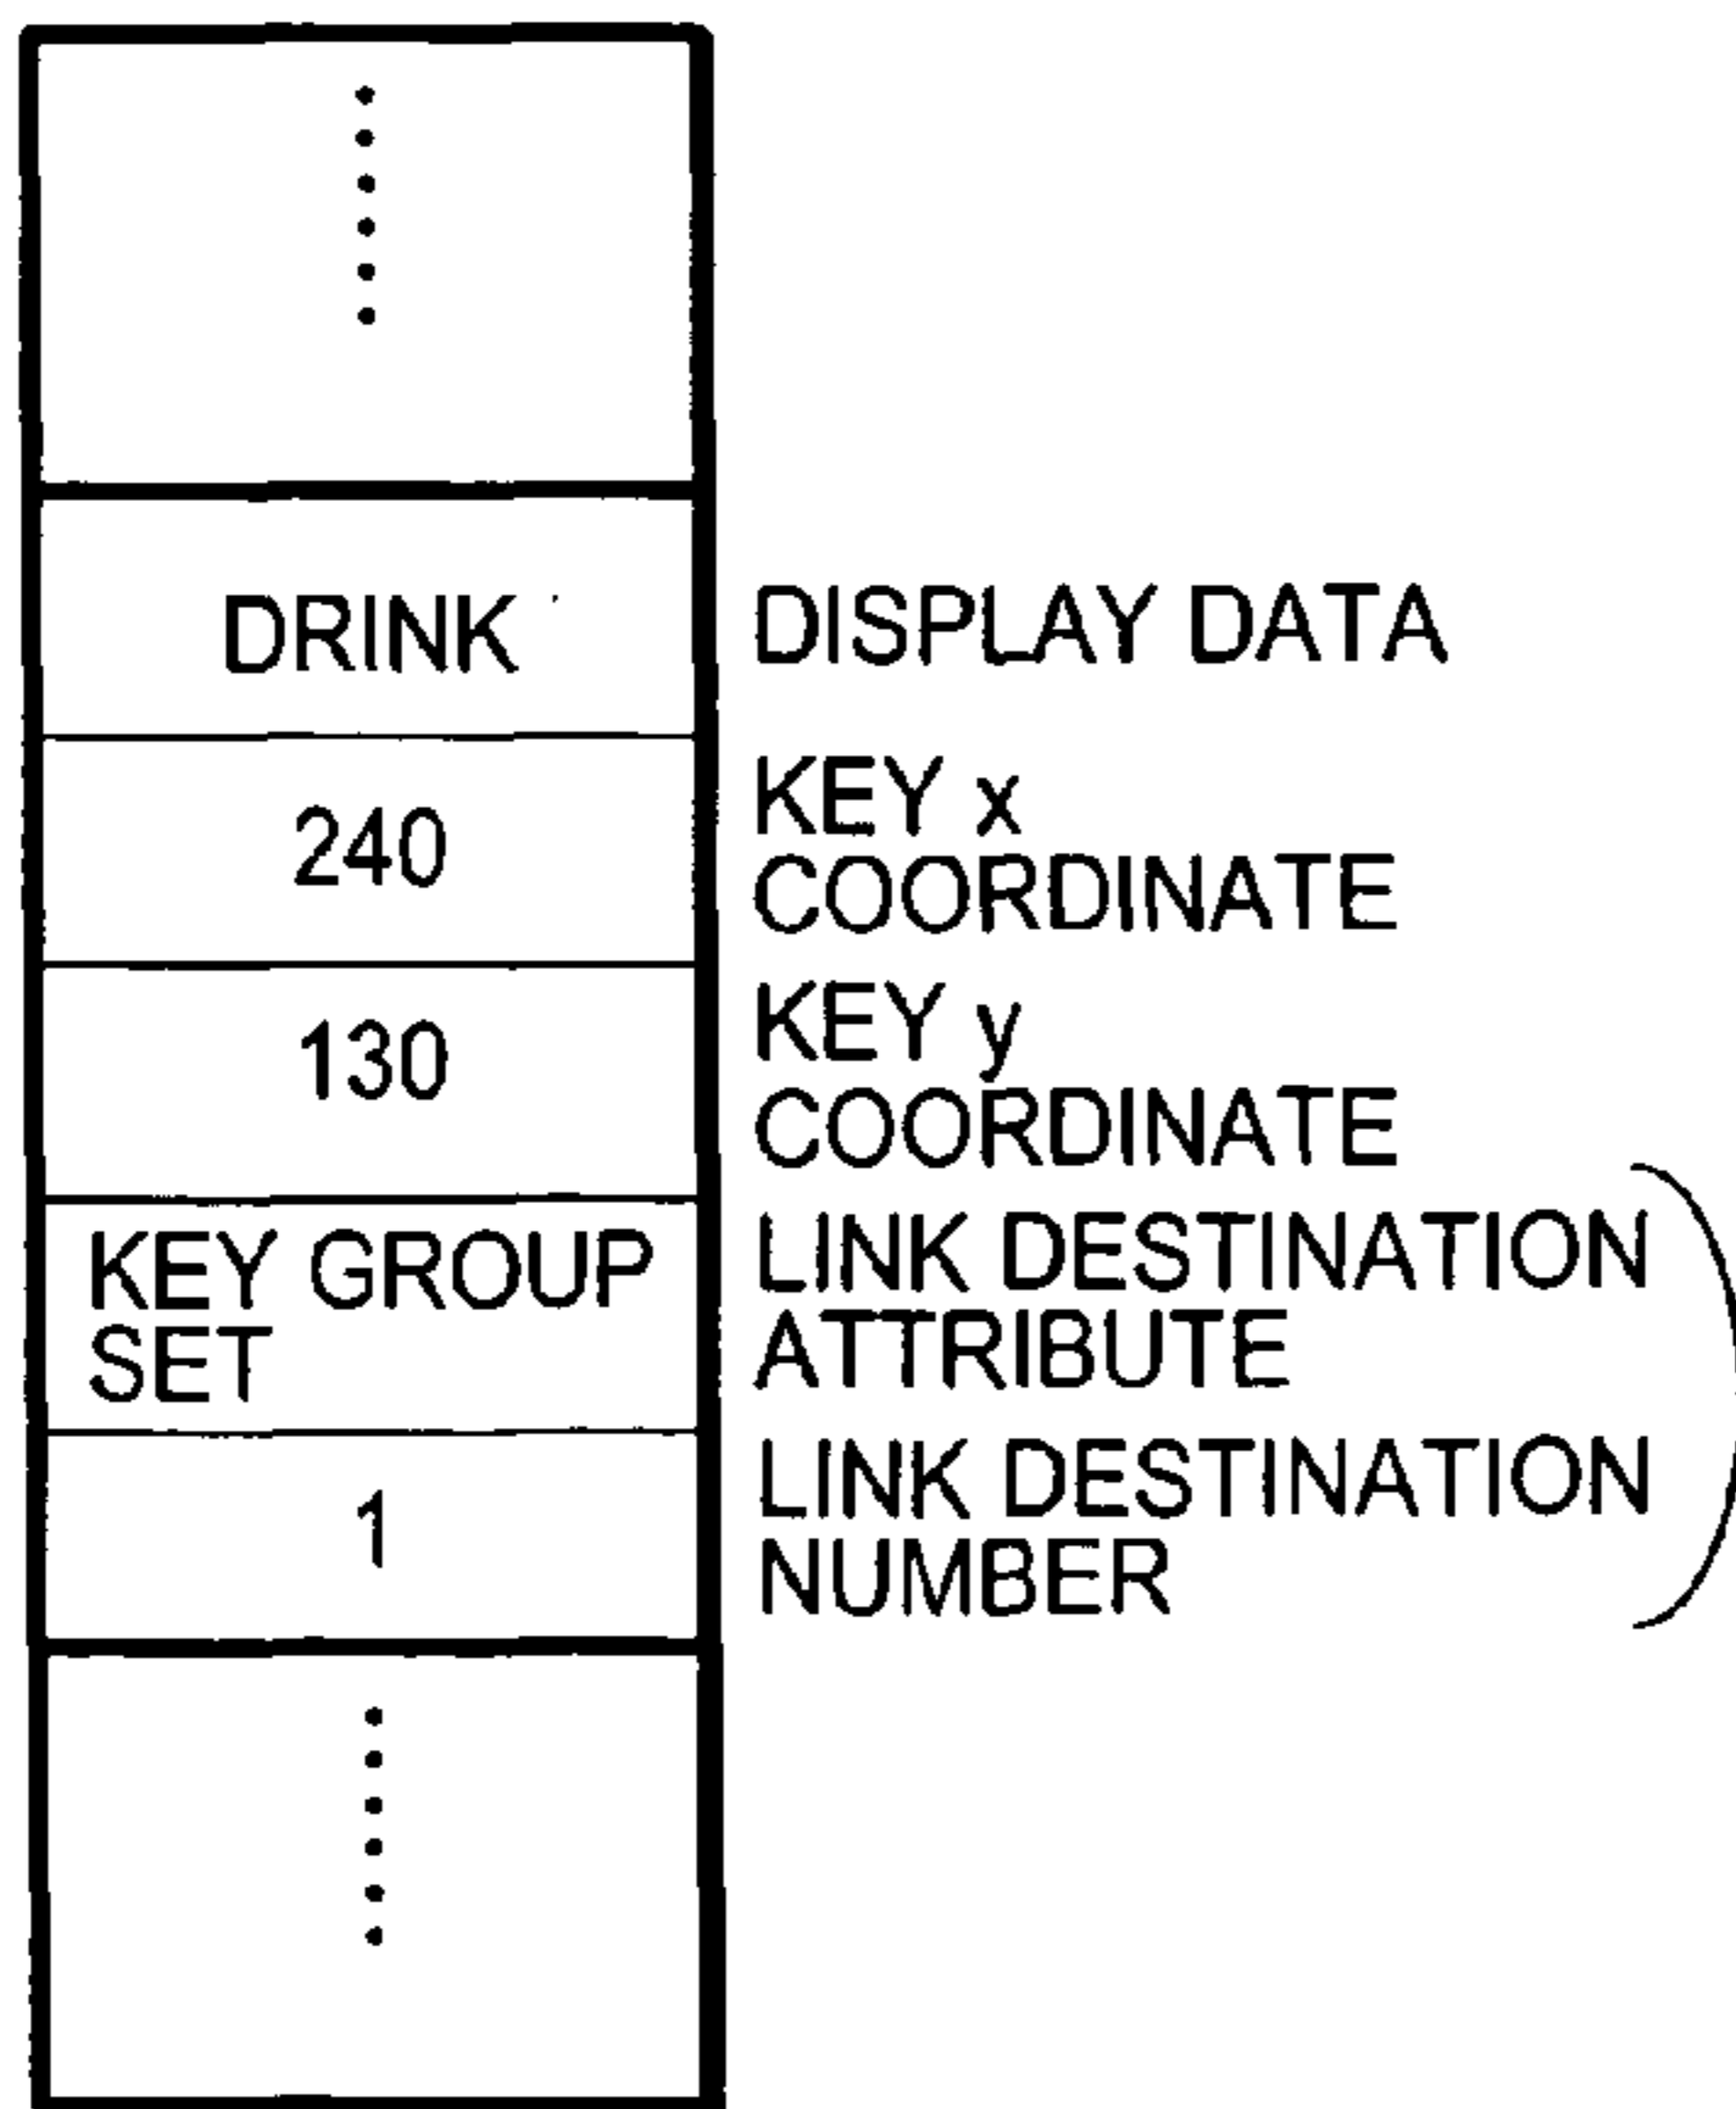 DRINK DISPLAY DATA
240 KEY x
COORDINATE
130 KEY y
COORDINATE
KEY GROUP LINK DESTINATION
SET ATTRIBUTE
1 LINK DESTINATION
NUMBER